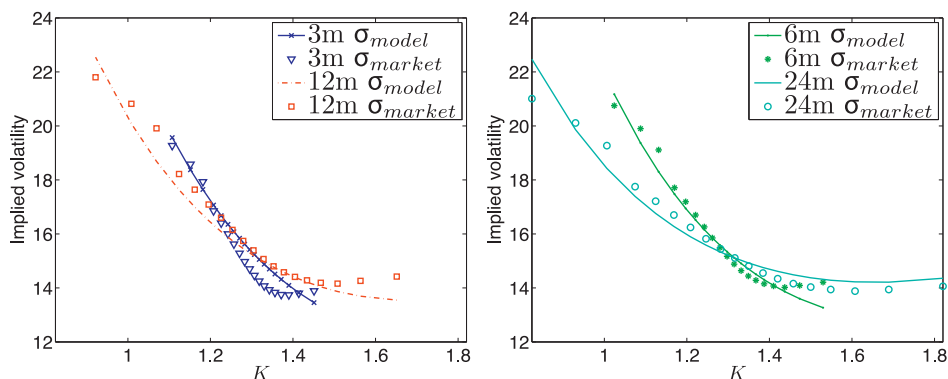 24
22
20
18
16
14
12
Implied volatility
1
1.2
1.4
1.6
1.8
K
3m σmodel
3m σmarket
12m σmodel
12m σmarket
24
22
20
18
16
14
12
Implied volatility
1
1.2
1.4
1.6
1.8
K
6m σmodel
6m σmarket
24m σmodel
24m σmarket